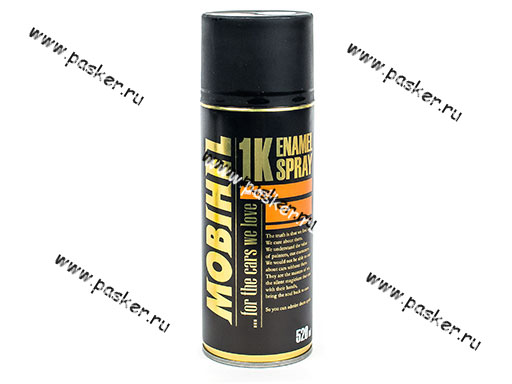 www.pasker.ru
www.pasker.ru
www.pasker.ru
www.pasker.ru
www.pasker.ru
MOBIHEL
...for the cars we love
1K
ENAMEL
SPRAY
The truth is that we
We care about them.
We understand the value
of painters, our customers.
We would not be able to
about cars without them.
They are the masters of
the silent magicians that
with their hands,
bring the soul back to
So you can admire them
520